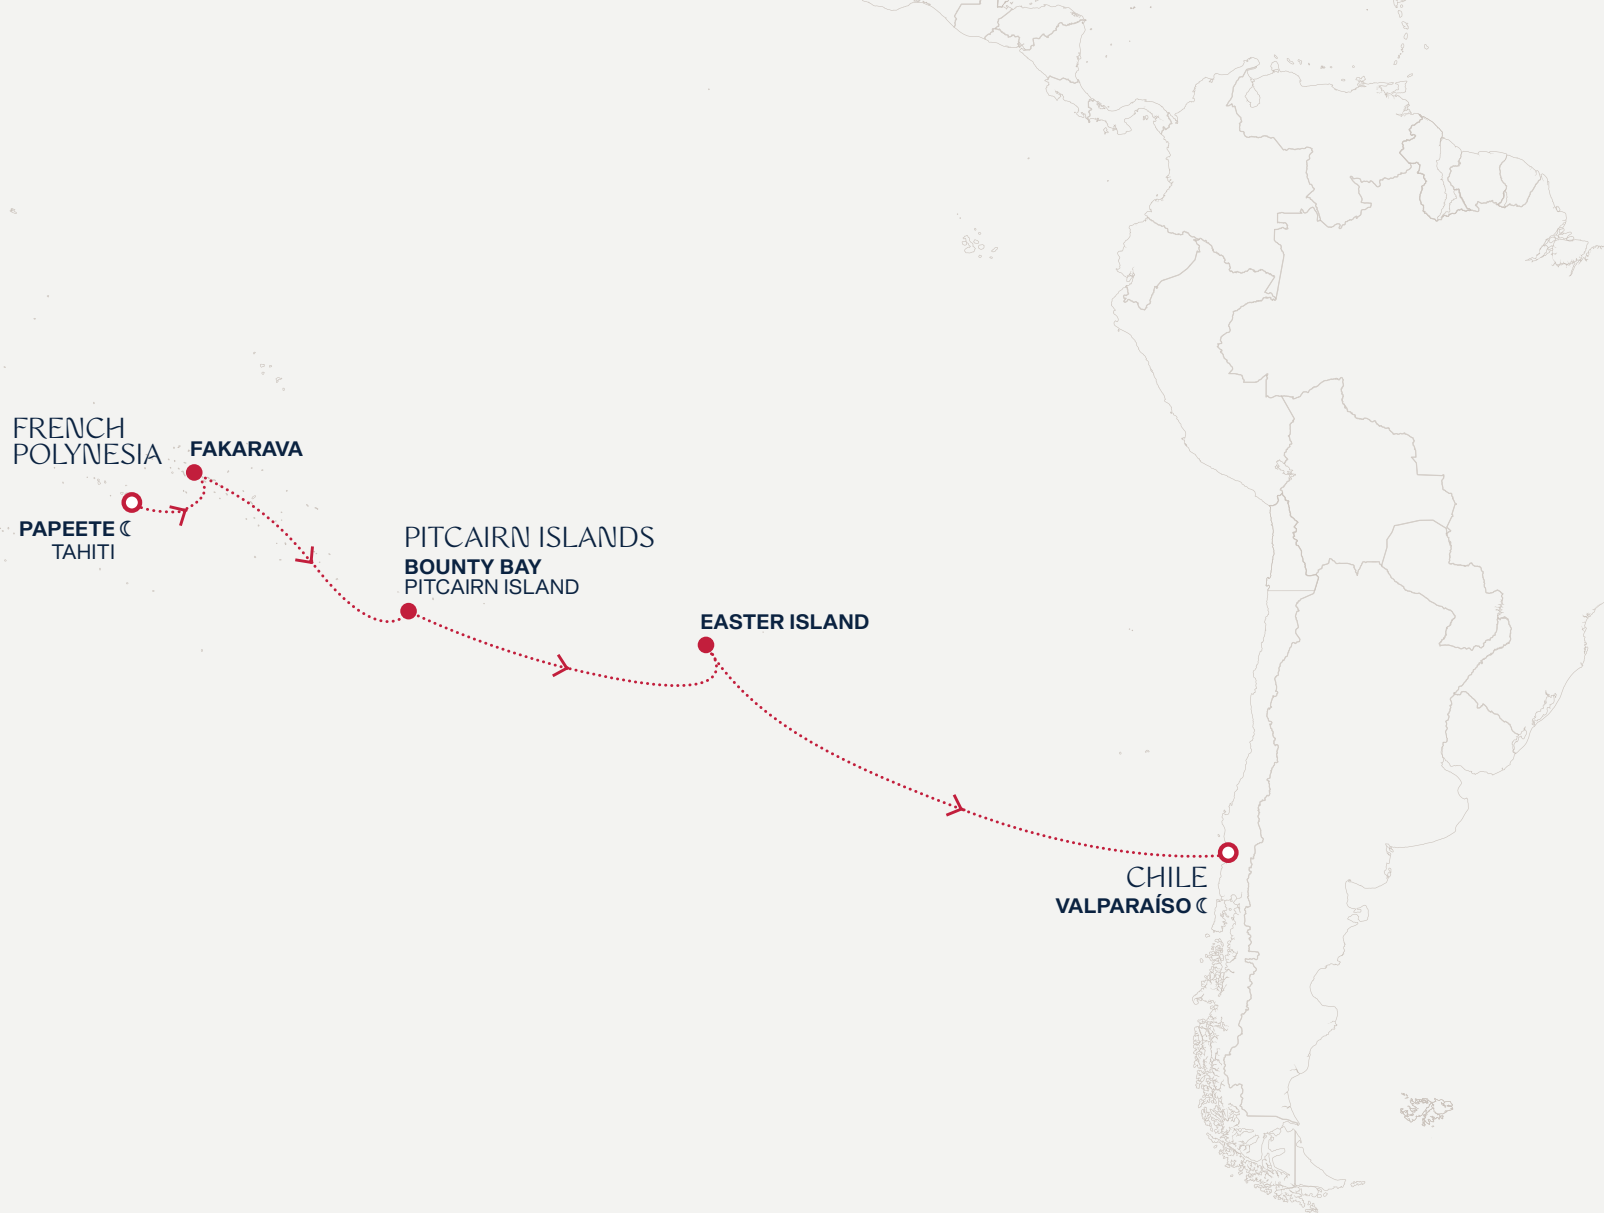 FRENCH
POLYNESIA
FAKARAVA
PAPEETE
TAHITI
PITCAIRN ISLANDS
BOUNTY BAY
PITCAIRN ISLAND
EASTER ISLAND
CHILE
VALPARAÍSO